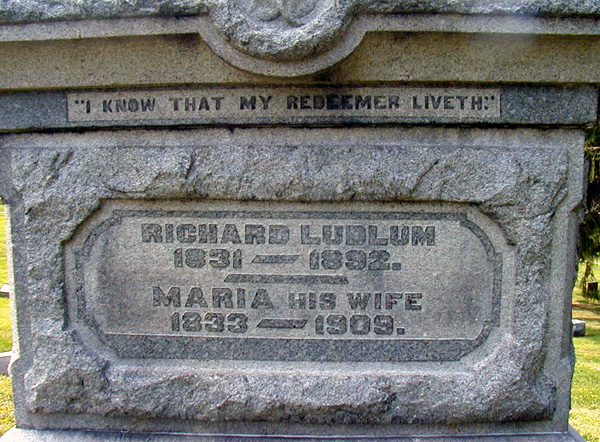 "I KNOW THAT MY REDEEMER LIVETH."
RICHARD LUDLUM
1831 — 1892.
MARIA HIS WIFE
1833 — 1909.